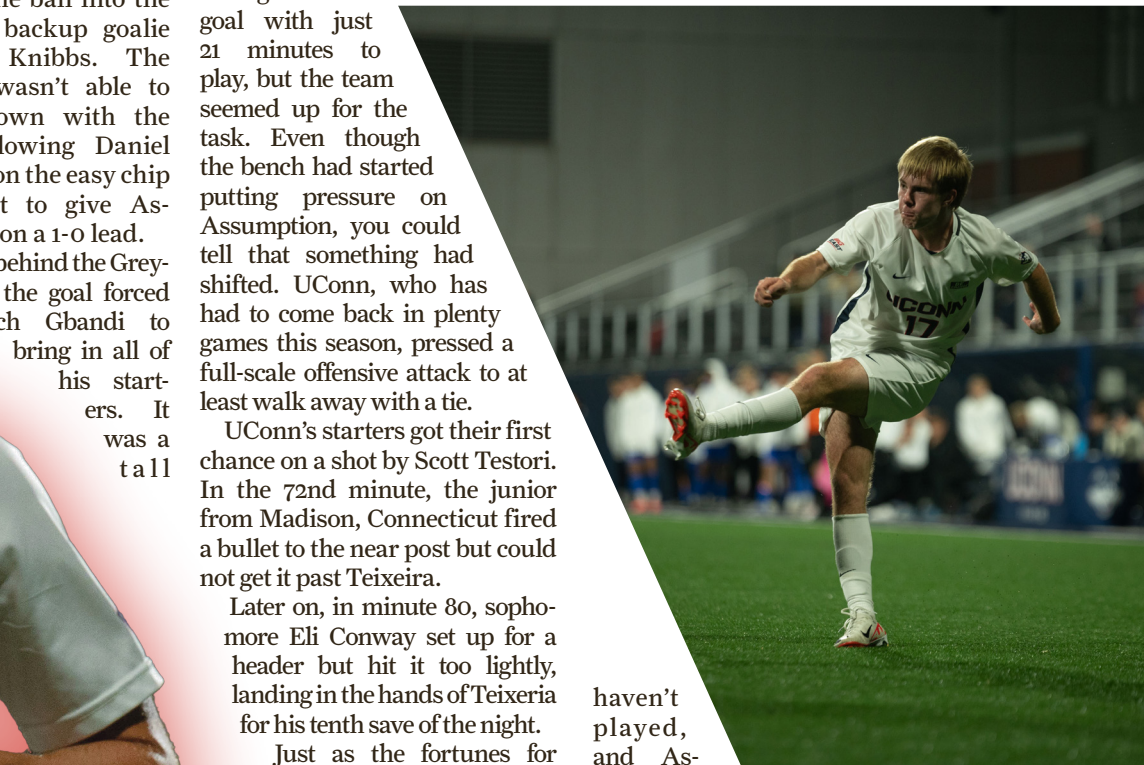 ball into the
backup goalie
Knibbs. The
wasn't able to
own with the
lowing Daniel
on the easy chip
t to give As-
on a 1-0 lead.
behind the Grey-
the goal forced
ch Gbandi to
bring in all of
his start-
ers. It
was a
tall
goal with just
21 minutes to
play, but the team
seemed up for the
task. Even though
the bench had started
putting pressure on
Assumption, you could
tell that something had
shifted. UConn, who has
had to come back in plenty
games this season, pressed a
full-scale offensive attack to at
least walk away with a tie.
UConn's starters got their first
chance on a shot by Scott Testori.
In the 72nd minute, the junior
from Madison, Connecticut fired
a bullet to the near post but could
not get it past Teixeira.
Later on, in minute 80, sopho-
more Eli Conway set up for a
header but hit it too lightly,
landing in the hands of Teixeria
for his tenth save of the night.
Just as the fortunes for
haven't
played,
and As-
UCONN
17
UCONN